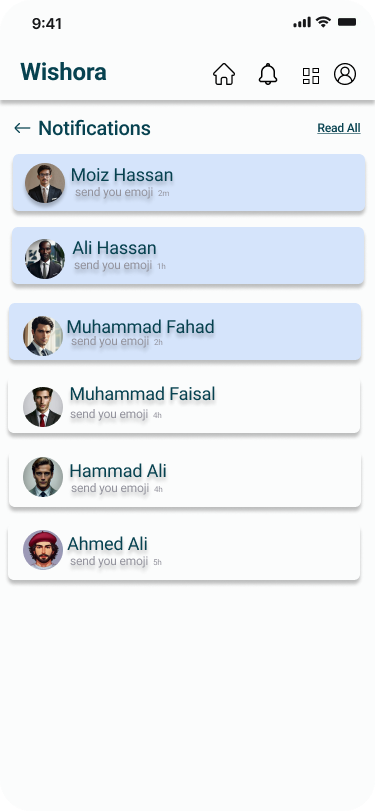 9:41
Wishora
Notifications
Read All
Moiz Hassan
send you emoji 2m
Ali Hassan
send you emoji 1h
Muhammad Fahad
send you emoji 2h
Muhammad Faisal
send you emoji 4h
Hammad Ali
send you emoji 4h
Ahmed Ali
send you emoji 5h